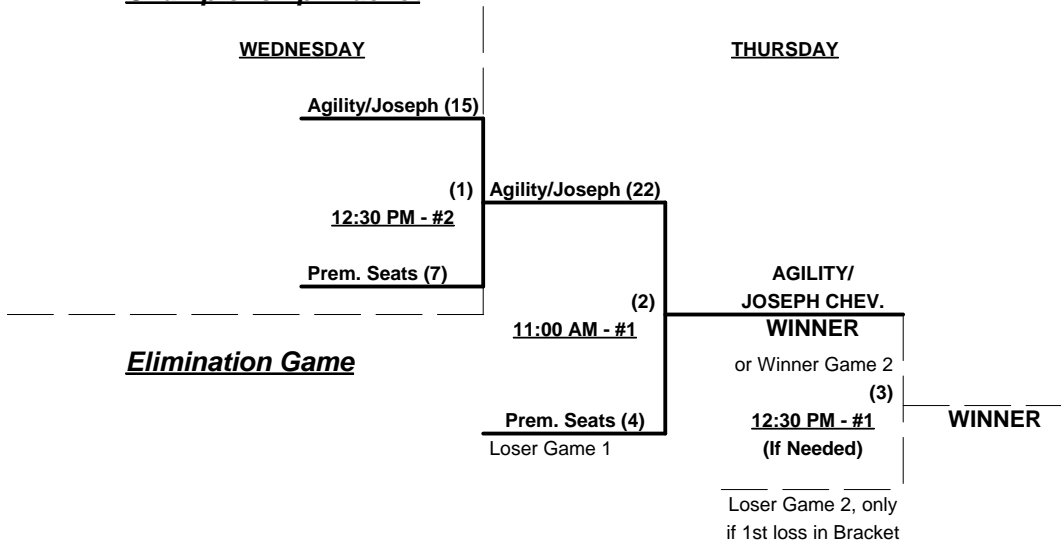 WEDNESDAY
THURSDAY
Agility/Joseph (15)
(1)
Agility/Joseph (22)
12:30 PM - #2
Prem. Seats (7)
AGILITY/
(2)
JOSEPH CHEV.
11:00 AM - #1
WINNER
Elimination Game
or Winner Game 2
(3)
Prem. Seats (4)
12:30 PM - #1
WINNER
Loser Game 1
(If Needed)
Loser Game 2, only
if 1st loss in Bracket